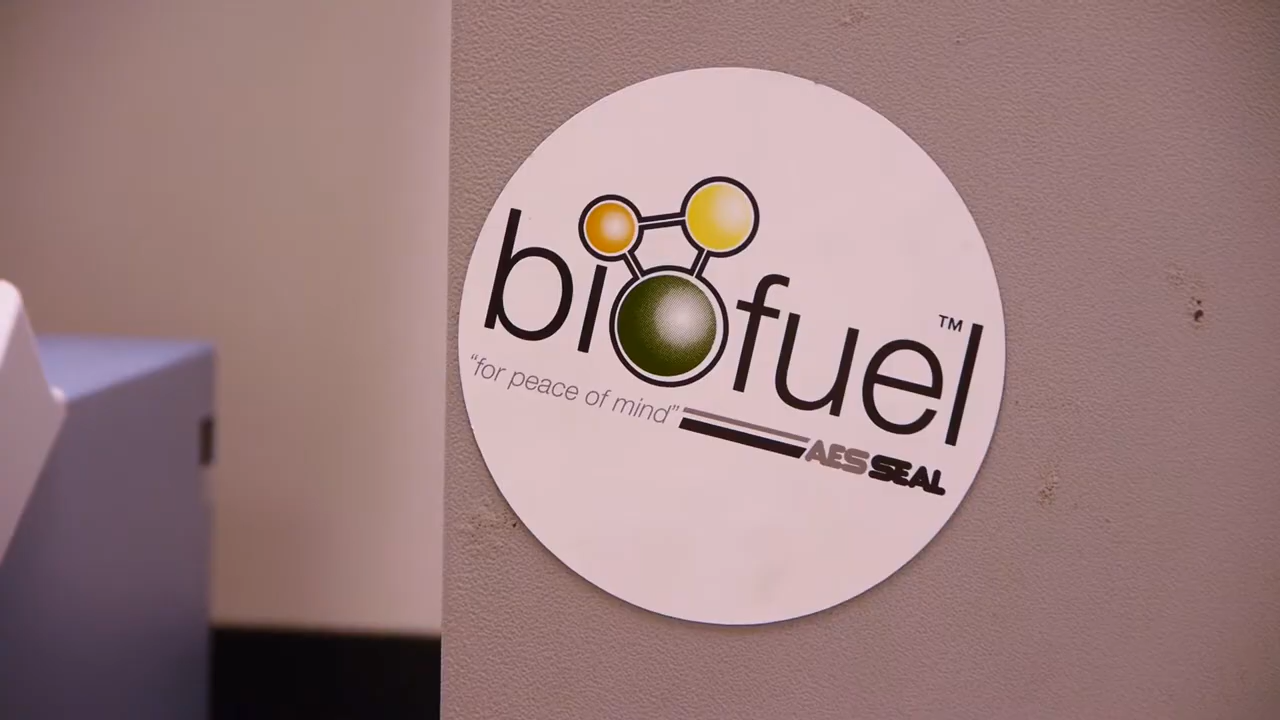 biofuel™
"for peace of mind"
AESSEAL